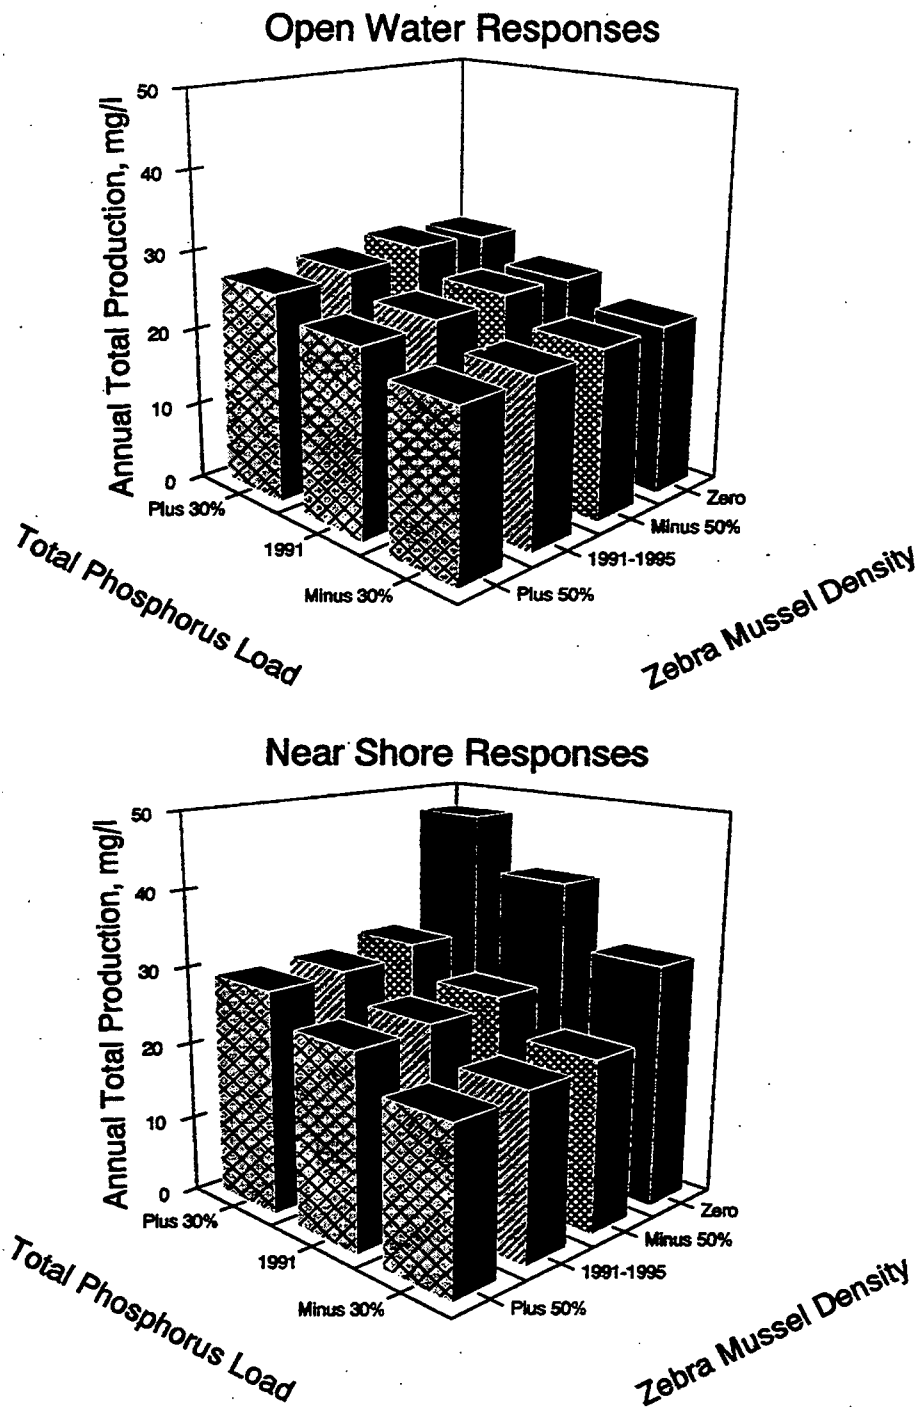 Open Water Responses
Annual Total Production, mg/l
50
40
30
20
10
0
Plus 30%
1991
Minus 30%
Total Phosphorus Load
Zero
Minus 50%
1991-1995
Plus 50%
Zebra Mussel Density
Near Shore Responses
Annual Total Production, mg/l
50
40
30
20
10
0
Plus 30%
1991
Minus 30%
Total Phosphorus Load
Zero
Minus 50%
1991-1995
Plus 50%
Zebra Mussel Density